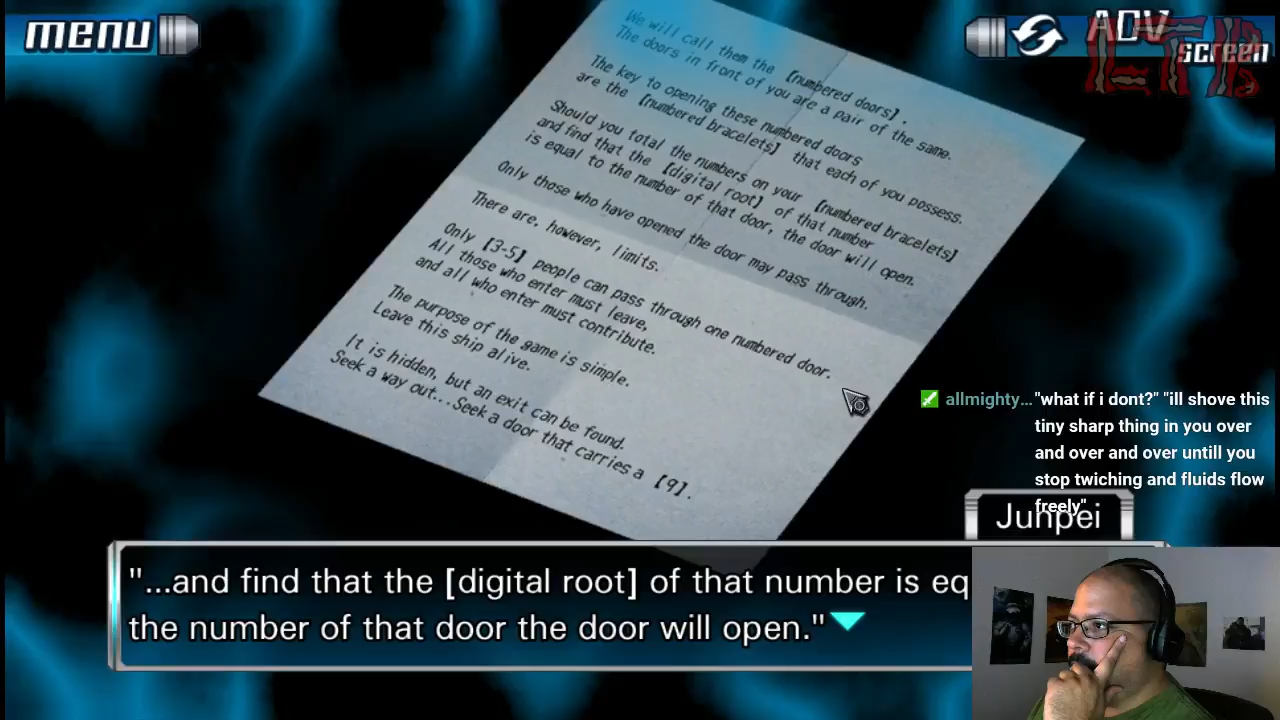 menu
ADV
screen
CTB
We will call them the [numbered doors].
The doors in front of you are a pair of the same.
The key to opening these numbered doors
are the [numbered bracelets] that each of you possess.
Should you total the numbers on your [numbered bracelets]
and find that the [digital root] of that number
is equal to the number of that door, the door will open.
Only those who have opened the door may pass through.
There are, however, limits.
Only [3-5] people can pass through one numbered door.
All those who enter must leave,
and all who enter must contribute.
The purpose of the game is simple.
Leave this ship alive.
It is hidden, but an exit can be found.
Seek a way out...Seek a door that carries a [9].
allmighty... "what if i dont?" "ill shove this
tiny sharp thing in you over
and over and over untill you
stop twiching and fluids flow
freely"
Junpei
"...and find that the [digital root] of that number is eq
the number of that door the door will open."